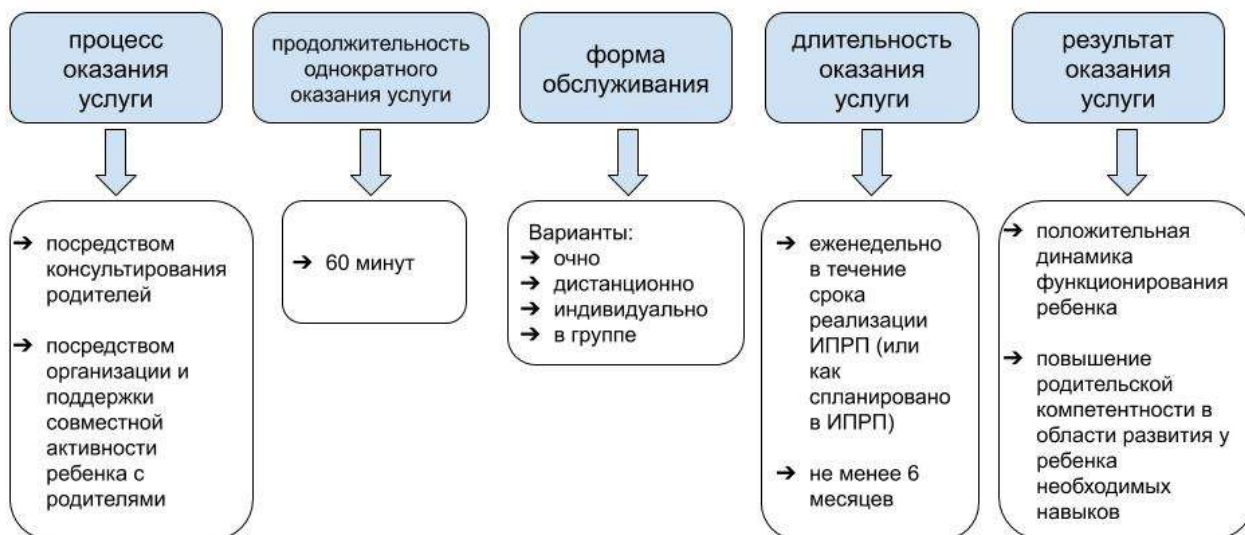 процесс
оказания
услуги
продолжительность
однократного
оказания услуги
форма
обслуживания
длительность
оказания
услуги
результат
оказания
услуги
➔ посредством
консультирования
родителей
➔ посредством
организации и
поддержки
совместной
активности
ребенка с
родителями
➔ 60 минут
Варианты:
➔ очно
➔ дистанционно
➔ индивидуально
➔ в группе
➔ еженедельно
в течение
срока
реализации
ИПРП (или
как
спланировано
в ИПРП)
➔ не менее 6
месяцев
➔ положительная
динамика
функционирования
ребенка
➔ повышение
родительской
компетентности в
области развития у
ребенка
необходимых
навыков